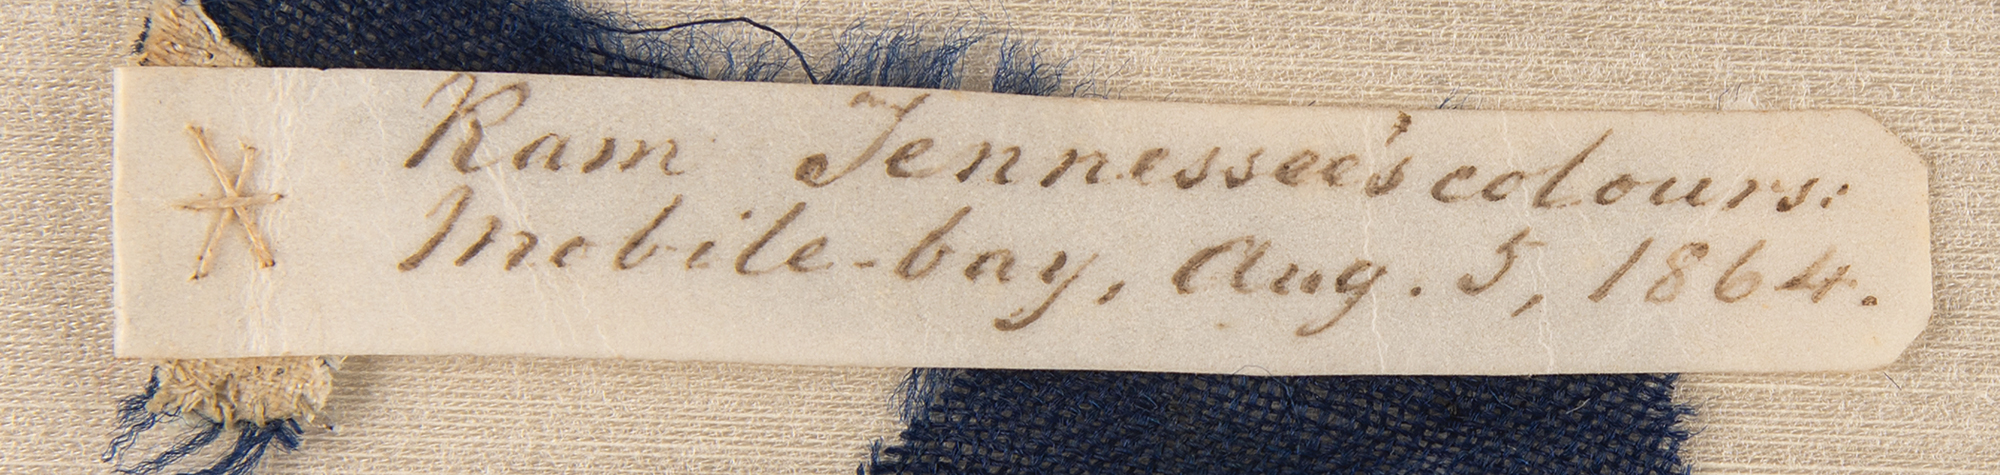 Ram Tennessee's colours:
Mobile-bay, Aug. 5, 1864.